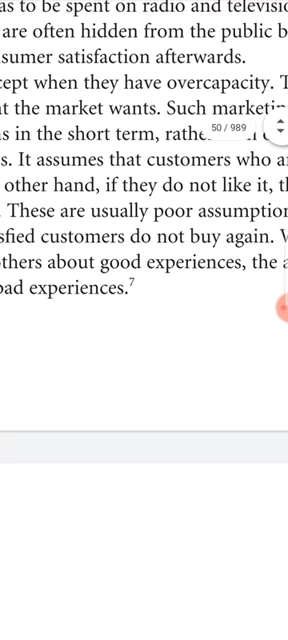 as to be spent on radio and televisio
are often hidden from the public b
sumer satisfaction afterwards.
cept when they have overcapacity. T
at the market wants. Such marketin
s in the short term, rathe
50 / 989
s. It assumes that customers who a
other hand, if they do not like it, t
. These are usually poor assumption
sfied customers do not buy again. W
thers about good experiences, the a
bad experiences.7